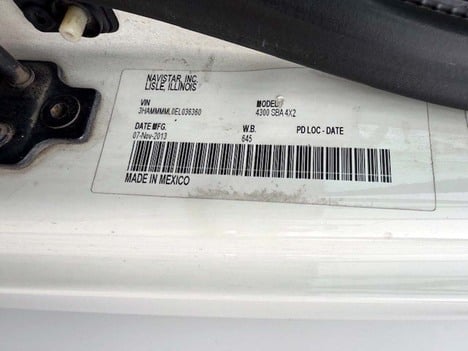 NAVISTAR, INC.
LISLE, ILLINOIS
VIN MODEL
3HAMMMML0EL036360 4300 SBA 4X2
DATE MFG. W.B. PD LOC - DATE
07-Nov-2013 645
MADE IN MEXICO